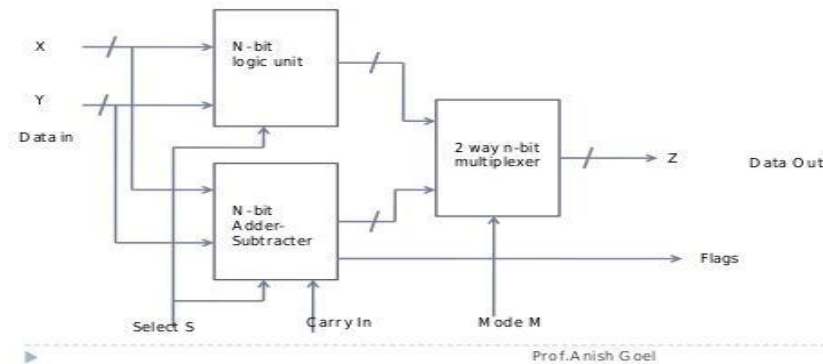 X
N-bit
logic unit
Y
Data in
2 way n-bit
multiplexer
Z
Data Out
N-bit
Adder-
Subtracter
Flags
Select S
Carry In
Mode M
Prof.Anish Goel